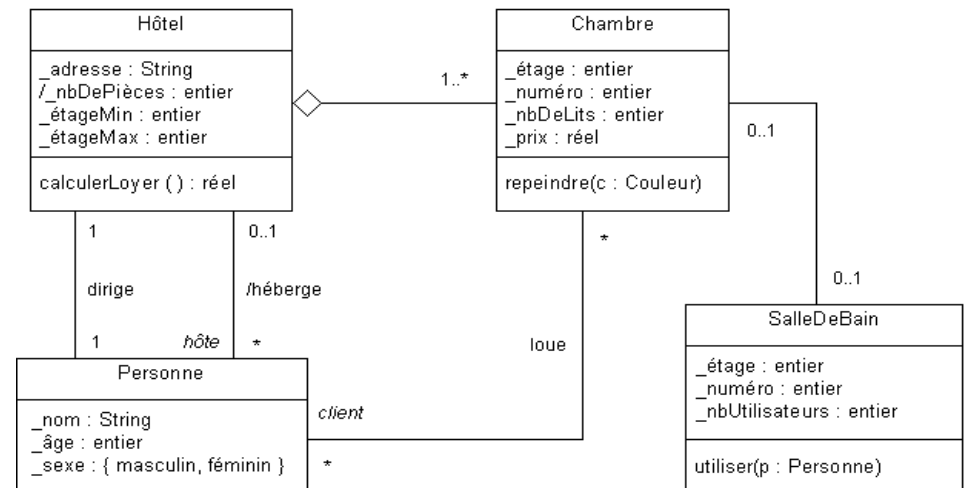 Hôtel
_adresse : String
/_nbDePièces : entier
_étageMin : entier
_étageMax : entier
calculerLoyer ( ) : réel
1..*
Chambre
_étage : entier
_numéro : entier
_nbDeLits : entier
_prix : réel
repeindre(c : Couleur)
0..1
0..1
1
dirige
1
0..1
/héberge
hôte
*
*
loue
client
*
Personne
_nom : String
_âge : entier
_sexe : { masculin, féminin }
SalleDeBain
_étage : entier
_numéro : entier
_nbUtilisateurs : entier
utiliser(p : Personne)